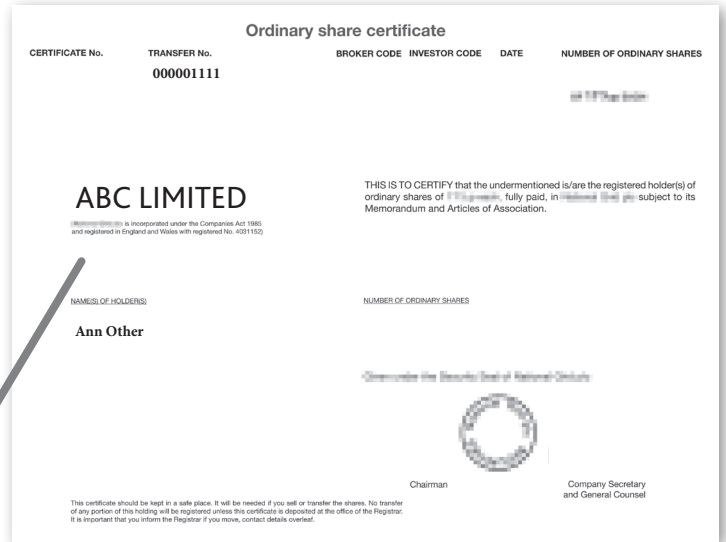 Ordinary share certificate
CERTIFICATE No. TRANSFER No. BROKER CODE INVESTOR CODE DATE NUMBER OF ORDINARY SHARES
000001111
ABC LIMITED
is incorporated under the Companies Act 1985
and registered in England and Wales with registered No. 4031152)
THIS IS TO CERTIFY that the undermentioned is/are the registered holder(s) of
ordinary shares of , fully paid, in subject to its
Memorandum and Articles of Association.
NAME(S) OF HOLDER(S)
NUMBER OF ORDINARY SHARES
Ann Other
Chairman
Company Secretary
and General Counsel
This certificate should be kept in a safe place. It will be needed if you sell or transfer the shares. No transfer
of any portion of this holding will be registered unless this certificate is deposited at the office of the Registrar.
It is important that you inform the Registrar if you move, contact details overleaf.